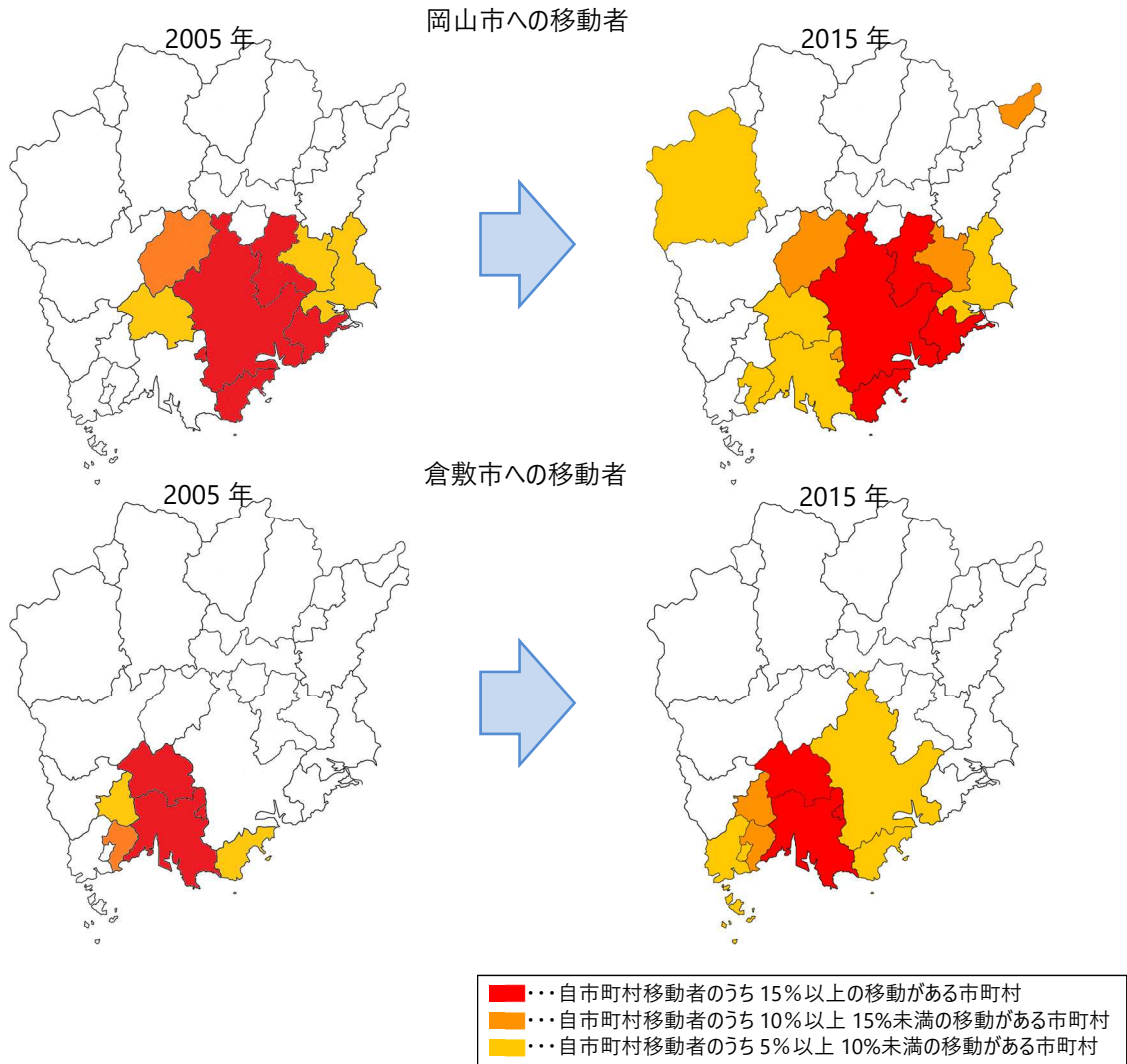 岡山市への移動者
2005 年
2015 年
倉敷市への移動者
2005 年
2015 年
・・・自市町村移動者のうち 15%以上の移動がある市町村
・・・自市町村移動者のうち 10%以上 15%未満の移動がある市町村
・・・自市町村移動者のうち 5%以上 10%未満の移動がある市町村